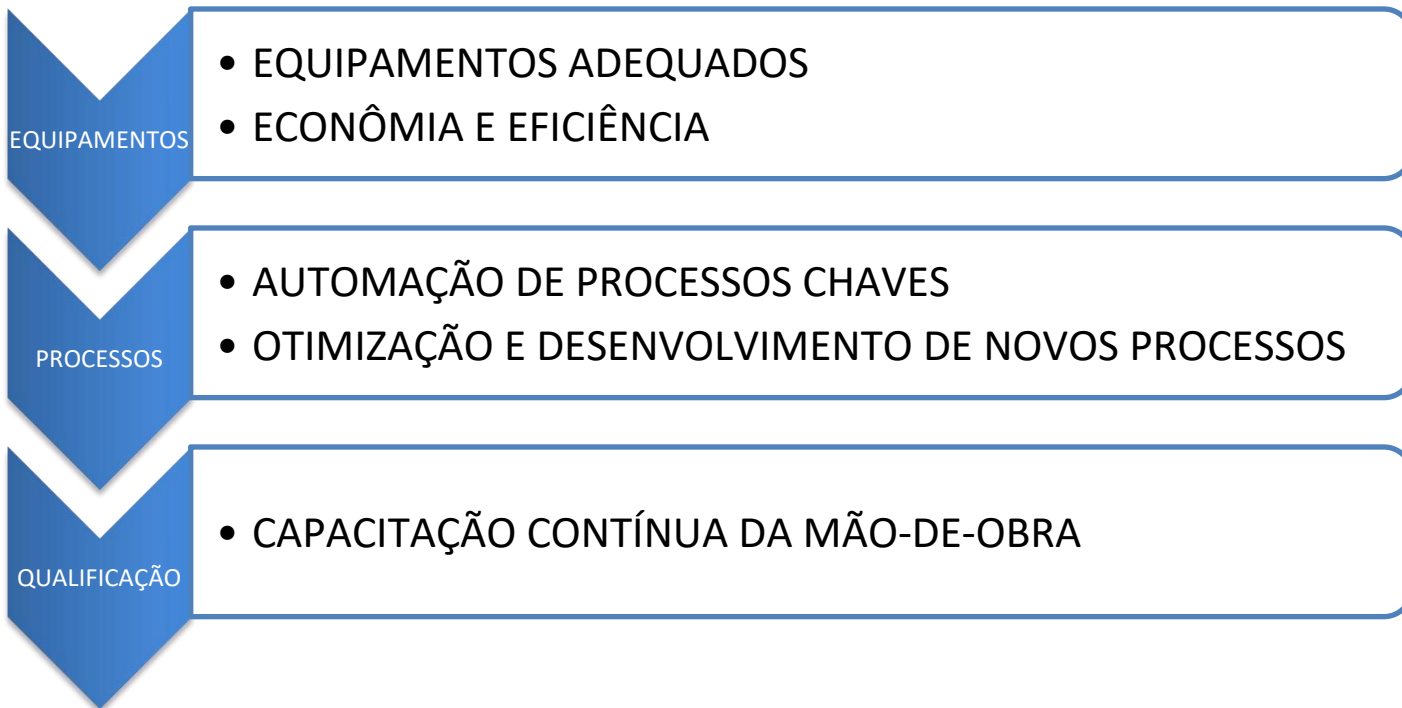 EQUIPAMENTOS
• EQUIPAMENTOS ADEQUADOS
• ECONÔMIA E EFICIÊNCIA
PROCESSOS
• AUTOMAÇÃO DE PROCESSOS CHAVES
• OTIMIZAÇÃO E DESENVOLVIMENTO DE NOVOS PROCESSOS
QUALIFICAÇÃO
• CAPACITAÇÃO CONTÍNUA DA MÃO-DE-OBRA